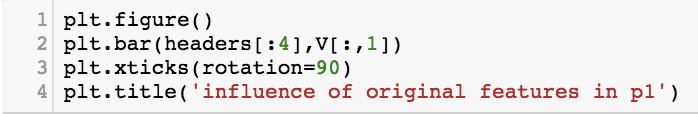 1 plt.figure()
2 plt.bar(headers[:4],V[:,1])
3 plt.xticks(rotation=90)
4 plt.title('influence of original features in p1')